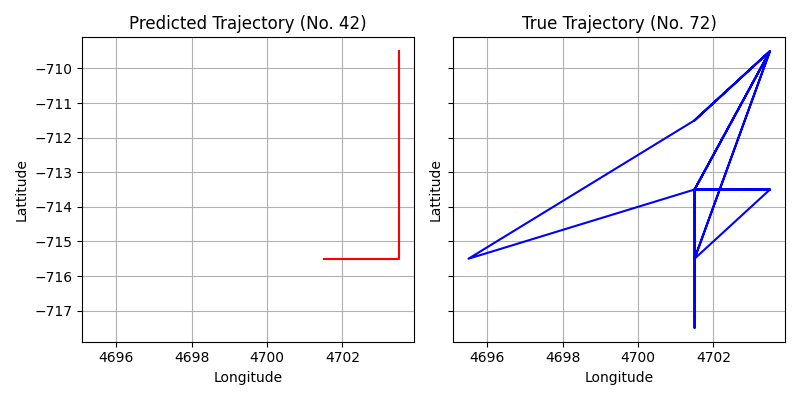 Predicted Trajectory (No. 42)
True Trajectory (No. 72)
Lattitude
−710
−711
−712
−713
−714
−715
−716
−717
4696
4698
4700
4702
Longitude
Lattitude
4696
4698
4700
4702
Longitude